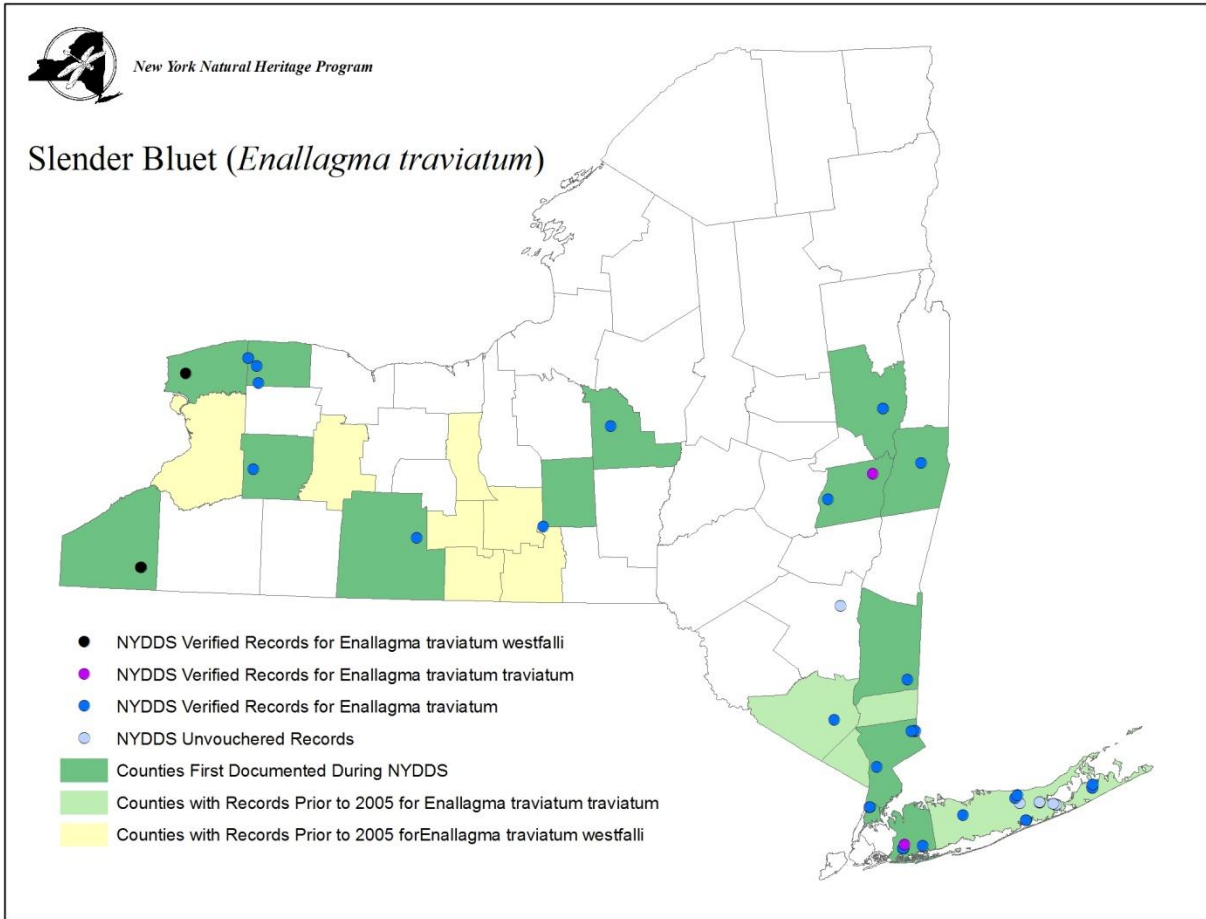 New York Natural Heritage Program
Slender Bluet (Enallagma traviatum)
NYDDS Verified Records for Enallagma traviatum westfalli
NYDDS Verified Records for Enallagma traviatum traviatum
NYDDS Verified Records for Enallagma traviatum
NYDDS Unvouchered Records
Counties First Documented During NYDDS
Counties with Records Prior to 2005 for Enallagma traviatum traviatum
Counties with Records Prior to 2005 forEnallagma traviatum westfalli